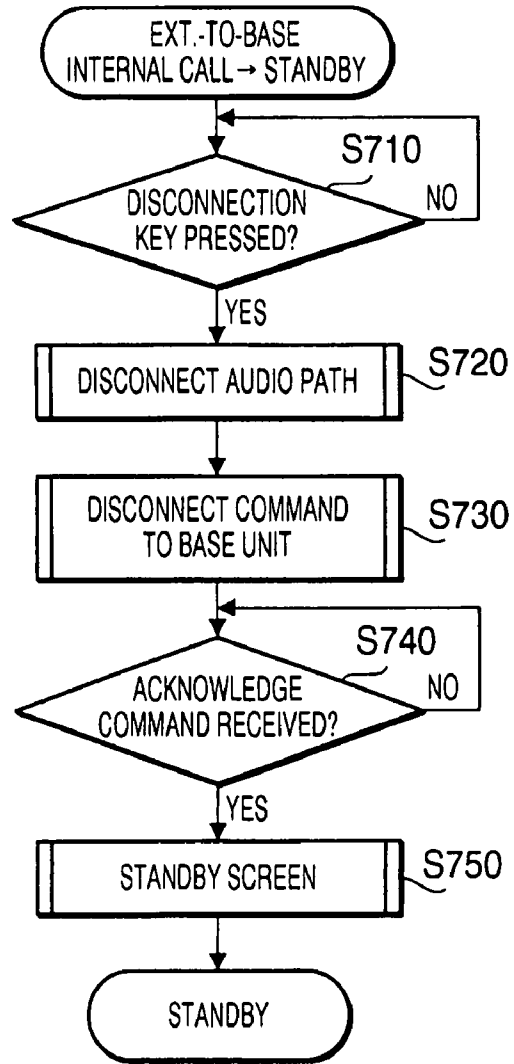 EXT.-TO-BASE
INTERNAL CALL → STANDBY
S710
DISCONNECTION
KEY PRESSED?
NO
YES
DISCONNECT AUDIO PATH
S720
DISCONNECT COMMAND
TO BASE UNIT
S730
S740
ACKNOWLEDGE
COMMAND RECEIVED?
NO
YES
STANDBY SCREEN
S750
STANDBY